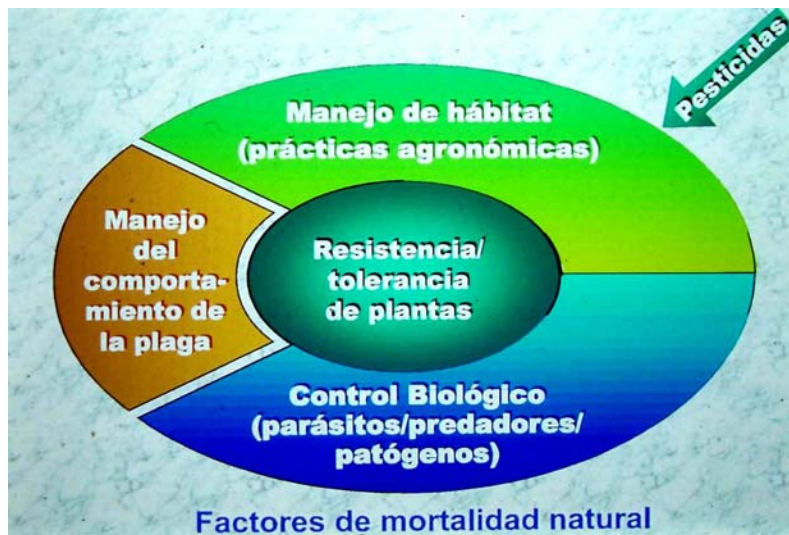 Pesticidas
Manejo de hábitat
(prácticas agronómicas)
Manejo
del
comporta-
miento de
la plaga
Resistencia/
tolerancia
de plantas
Control Biológico
(parásitos/predadores/
patógenos)
Factores de mortalidad natural